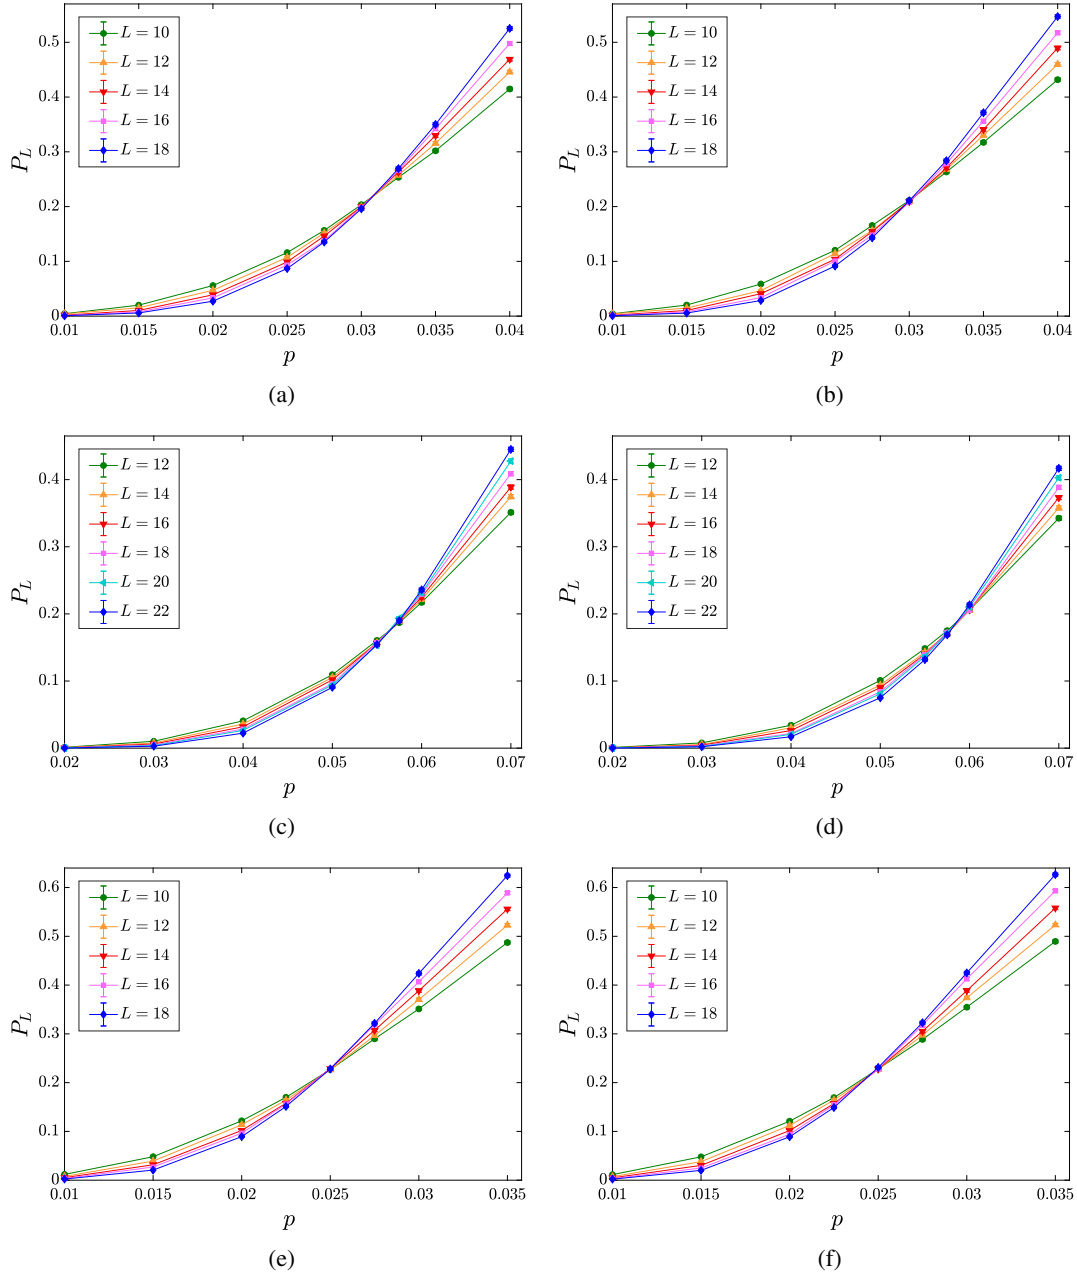 0.5
0.4
0.3
0.2
0.1
0
P_L
L = 10
L = 12
L = 14
L = 16
L = 18
0.01 0.015 0.02 0.025 0.03 0.035 0.04
p
(a)
0.5
0.4
0.3
0.2
0.1
0
P_L
L = 10
L = 12
L = 14
L = 16
L = 18
0.01 0.015 0.02 0.025 0.03 0.035 0.04
p
(b)
0.4
0.3
0.2
0.1
0
P_L
L = 12
L = 14
L = 16
L = 18
L = 20
L = 22
0.02 0.03 0.04 0.05 0.06 0.07
p
(c)
0.4
0.3
0.2
0.1
0
P_L
L = 12
L = 14
L = 16
L = 18
L = 20
L = 22
0.02 0.03 0.04 0.05 0.06 0.07
p
(d)
0.6
0.5
0.4
0.3
0.2
0.1
0
P_L
L = 10
L = 12
L = 14
L = 16
L = 18
0.01 0.015 0.02 0.025 0.03 0.035
p
(e)
0.6
0.5
0.4
0.3
0.2
0.1
0
P_L
L = 10
L = 12
L = 14
L = 16
L = 18
0.01 0.015 0.02 0.025 0.03 0.035
p
(f)